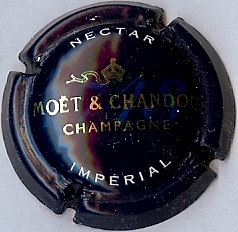 NECTAR
MOËT & CHANDON
CHAMPAGNE
IMPÉRIAL